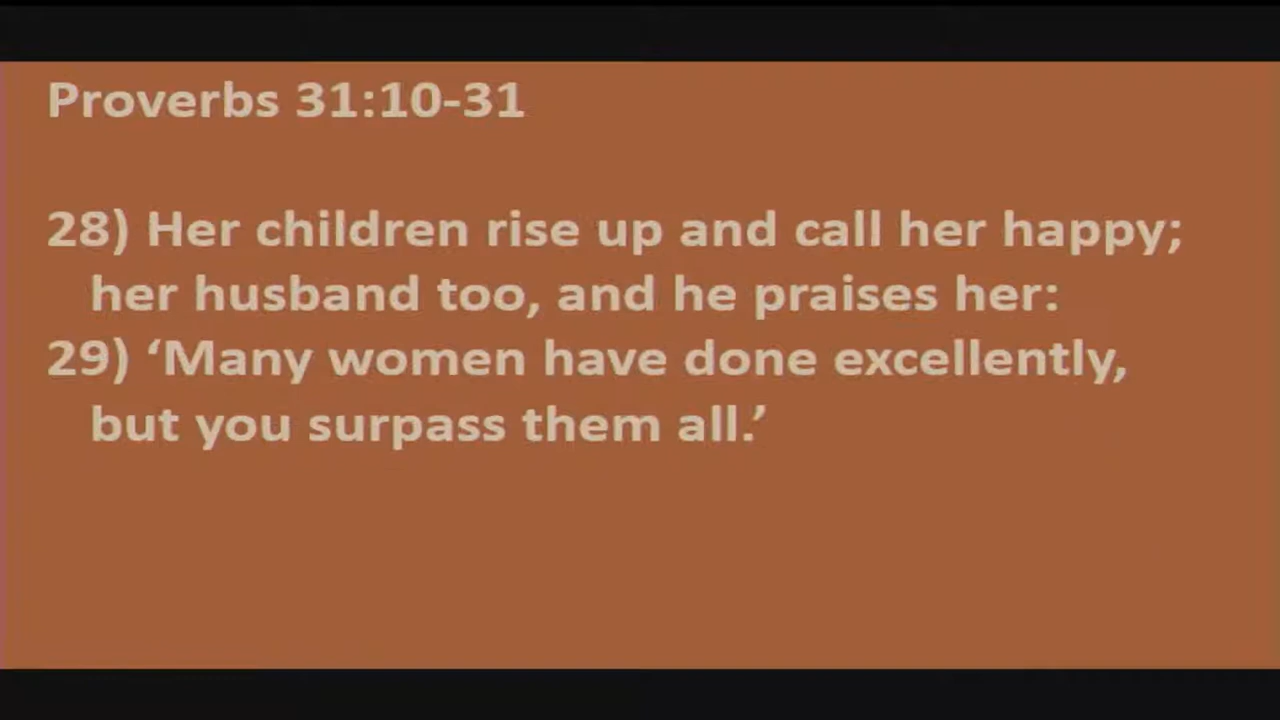 Proverbs 31:10-31
28) Her children rise up and call her happy;
her husband too, and he praises her:
29) ‘Many women have done excellently,
but you surpass them all.’